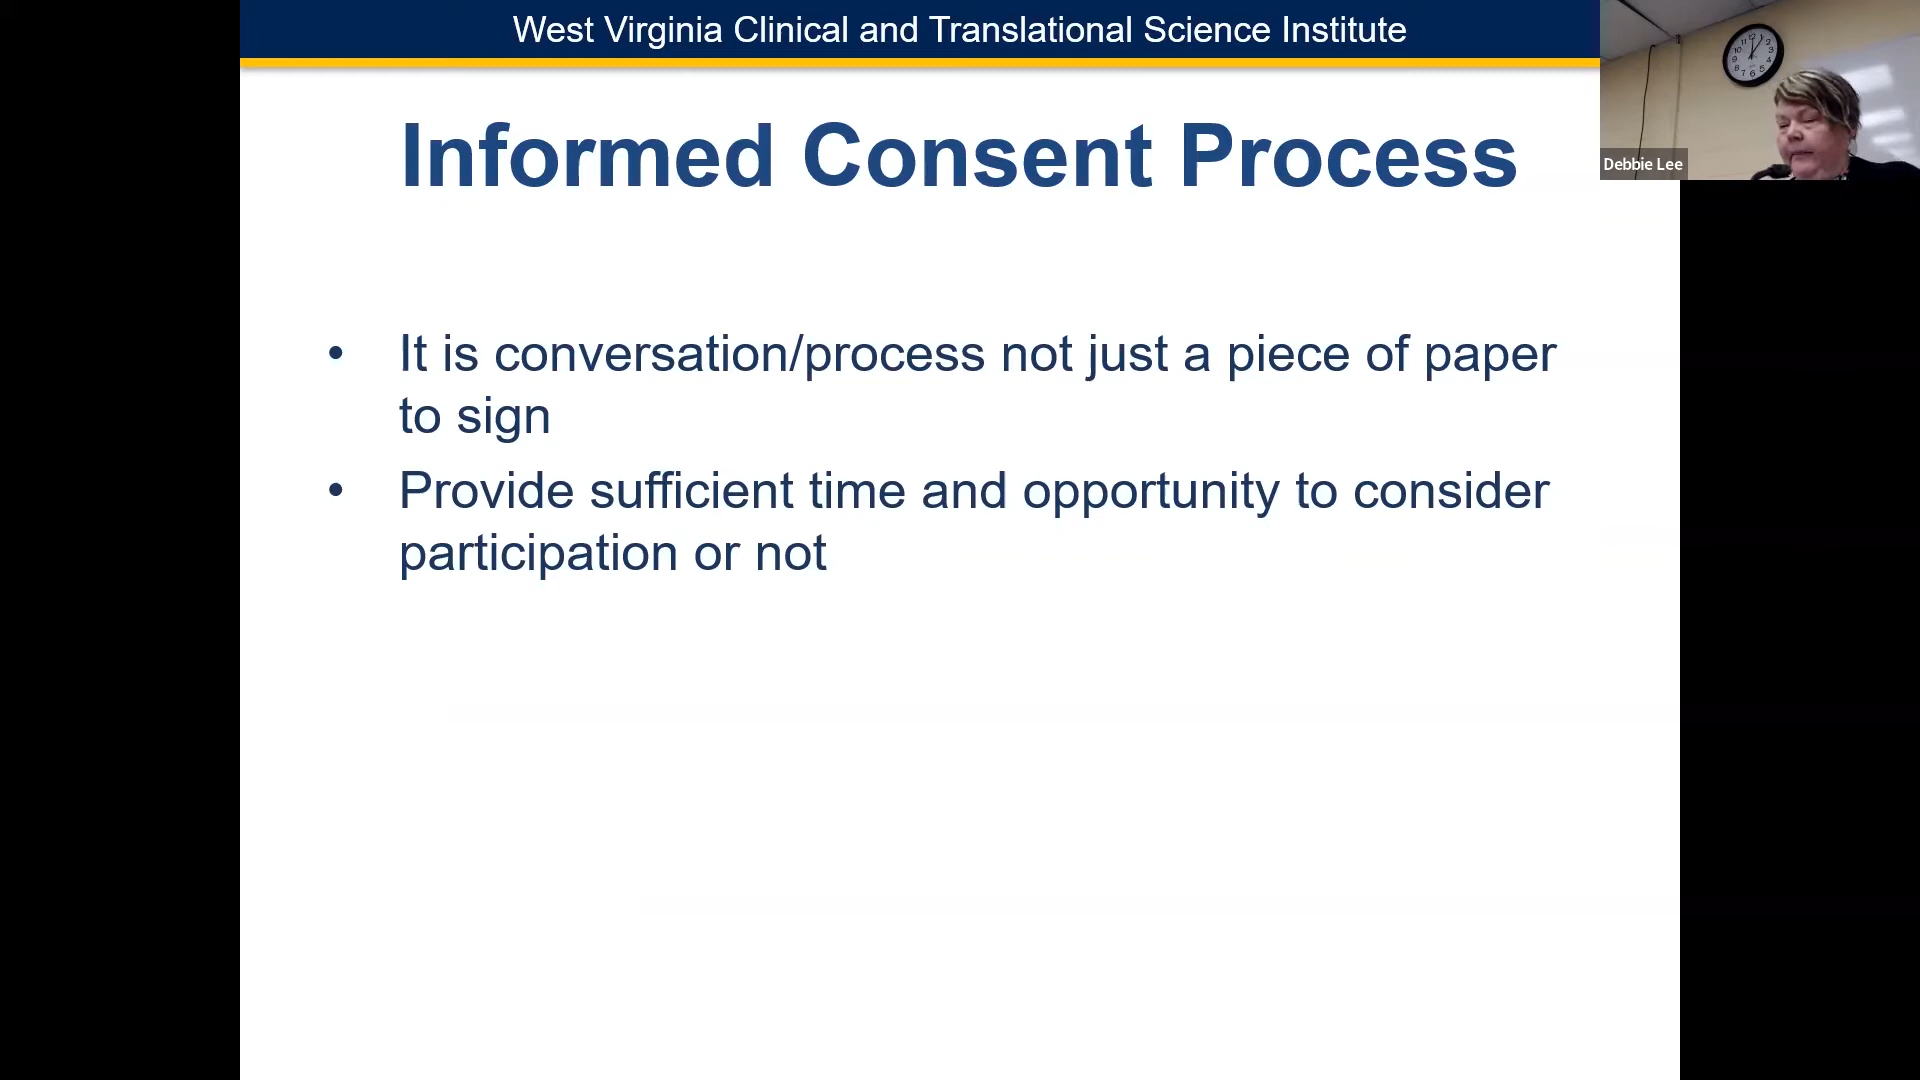 West Virginia Clinical and Translational Science Institute
Debbie Lee
Informed Consent Process
• It is conversation/process not just a piece of paper
to sign
• Provide sufficient time and opportunity to consider
participation or not